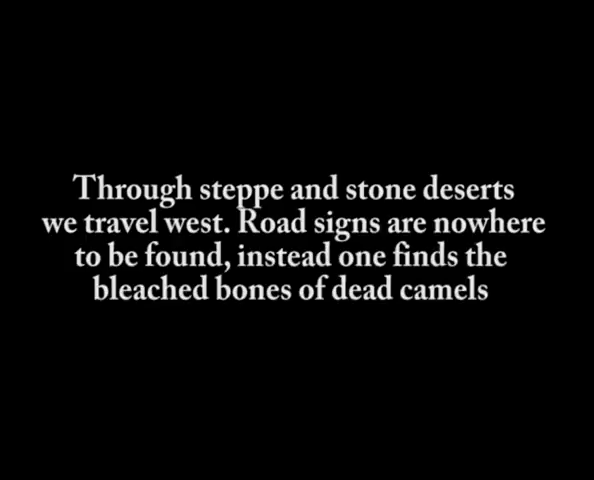 Through steppe and stone deserts
we travel west. Road signs are nowhere
to be found, instead one finds the
bleached bones of dead camels